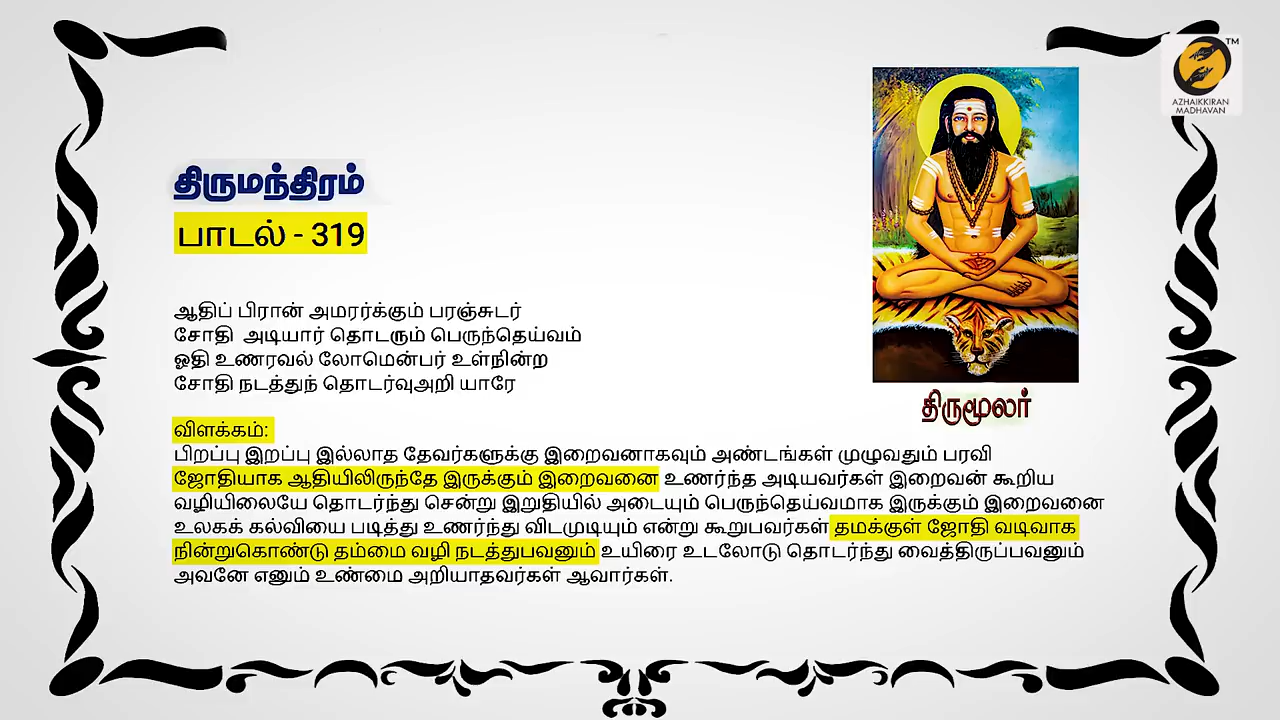 AZHAIKKIRAN
MADHAVAN
TM
திருமந்திரம்
பாடல் - 319
ஆதிப் பிரான் அமரர்க்கும் பரஞ்சுடர்
சோதி அடியார் தொடரும் பெருந்தெய்வம்
ஓதி உணரவல் லோமென்பர் உள்நின்ற
சோதி நடத்துந் தொடர்வுஅறி யாரே
திருமூலர்
விளக்கம்:
பிறப்பு இறப்பு இல்லாத தேவர்களுக்கு இறைவனாகவும் அண்டங்கள் முழுவதும் பரவி
ஜோதியாக ஆதியிலிருந்தே இருக்கும் இறைவனை உணர்ந்த அடியவர்கள் இறைவன் கூறிய
வழியிலையே தொடர்ந்து சென்று இறுதியில் அடையும் பெருந்தெய்வமாக இருக்கும் இறைவனை
உலகக் கல்வியை படித்து உணர்ந்து விடமுடியும் என்று கூறுபவர்கள் தமக்குள் ஜோதி வடிவாக
நின்றுகொண்டு தம்மை வழி நடத்துபவனும் உயிரை உடலோடு தொடர்ந்து வைத்திருப்பவனும்
அவனே எனும் உண்மை அறியாதவர்கள் ஆவார்கள்.